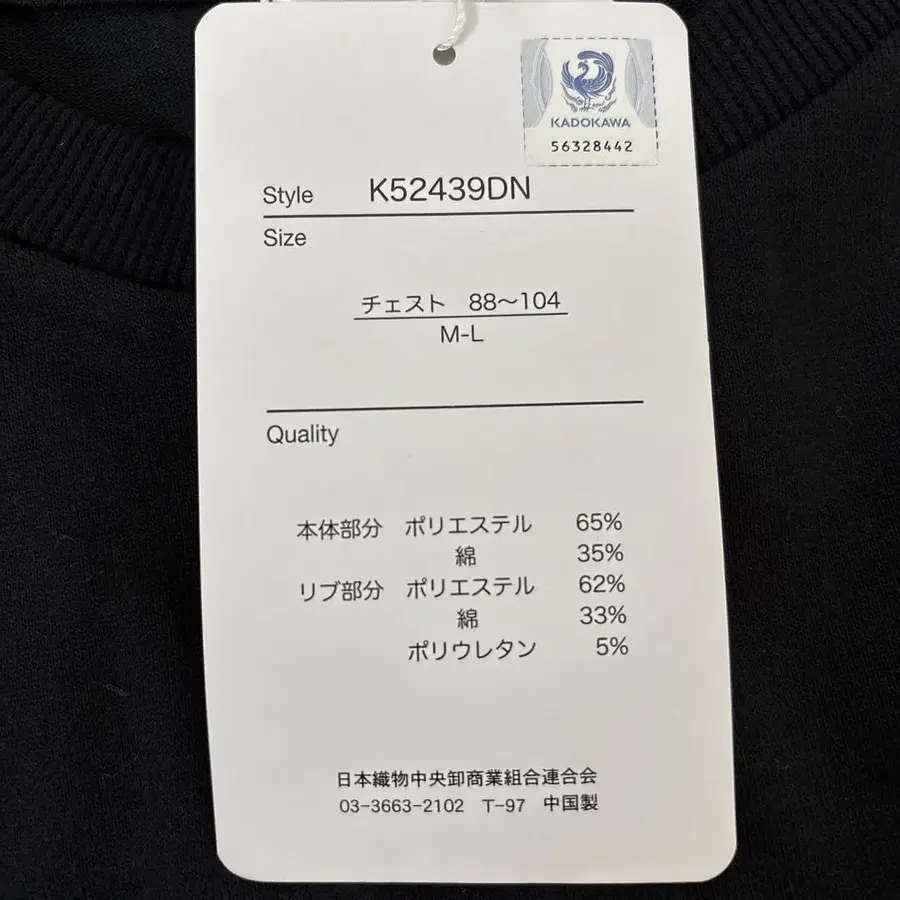 KADOKAWA
56328442
Style K52439DN
Size
チェスト 88〜104
M-L
Quality
本体部分 ポリエステル 65%
綿 35%
リブ部分 ポリエステル 62%
綿 33%
ポリウレタン 5%
日本織物中央卸商業組合連合会
03-3663-2102 T-97 中国製